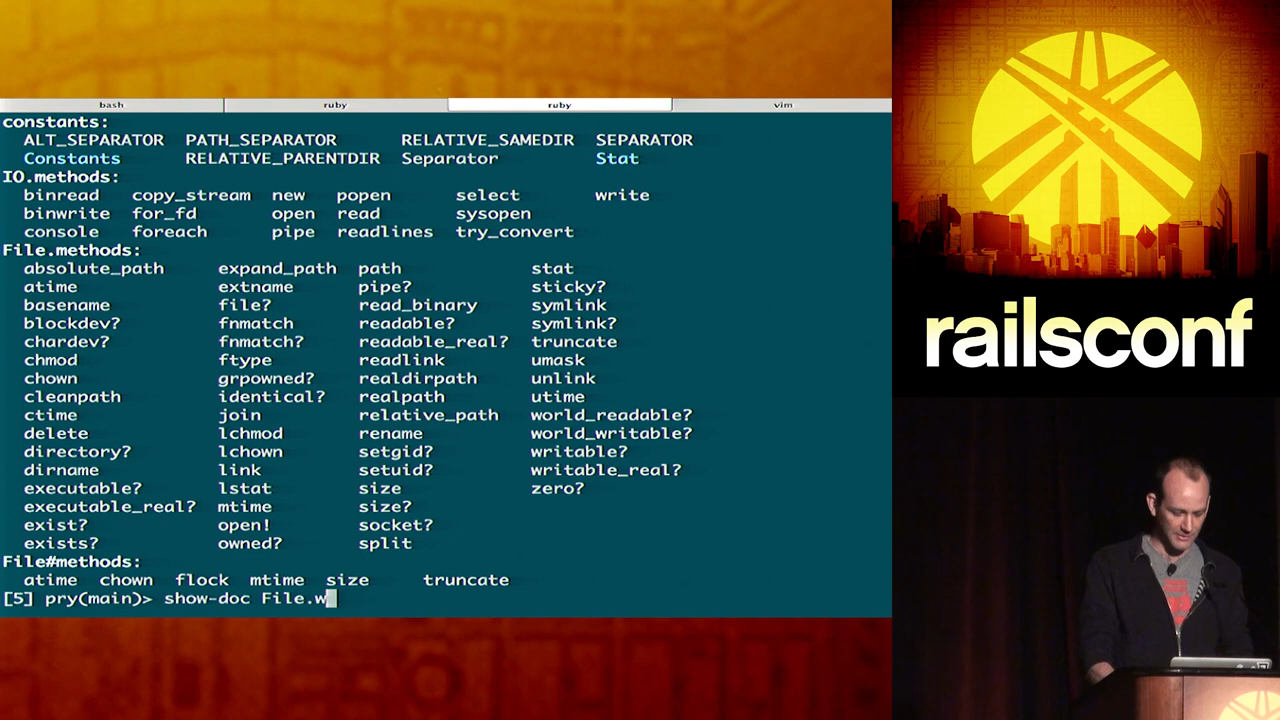 bash ruby ruby vim
constants:
ALT_SEPARATOR PATH_SEPARATOR RELATIVE_SAMEDIR SEPARATOR
Constants RELATIVE_PARENTDIR Separator Stat
IO.methods:
binread copy_stream new popen select write
binwrite for_fd open read sysopen
console foreach pipe readlines try_convert
File.methods:
absolute_path expand_path path stat
atime extname pipe? sticky?
basename file? read_binary symlink
blockdev? fnmatch readable? symlink?
chardev? fnmatch? readable_real? truncate
chmod ftype readlink umask
chown grpowned? realdirpath unlink
cleanpath identical? realpath utime
ctime join relative_path world_readable?
delete lchmod rename world_writable?
directory? lchown setgid? writable?
dirname link setuid? writable_real?
executable? lstat size zero?
executable_real? mtime size?
exist? open! socket?
exists? owned? split
File#methods:
atime chown flock mtime size truncate
[5] pry(main)> show-doc File.w
railsconf